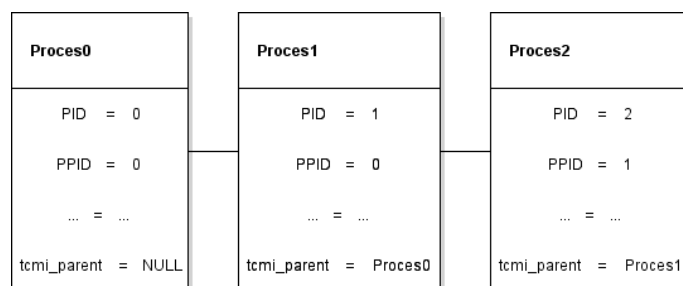 Proces0
PID = 0
PPID = 0
... = ...
tcmi_parent = NULL
Proces1
PID = 1
PPID = 0
... = ...
tcmi_parent = Proces0
Proces2
PID = 2
PPID = 1
... = ...
tcmi_parent = Proces1